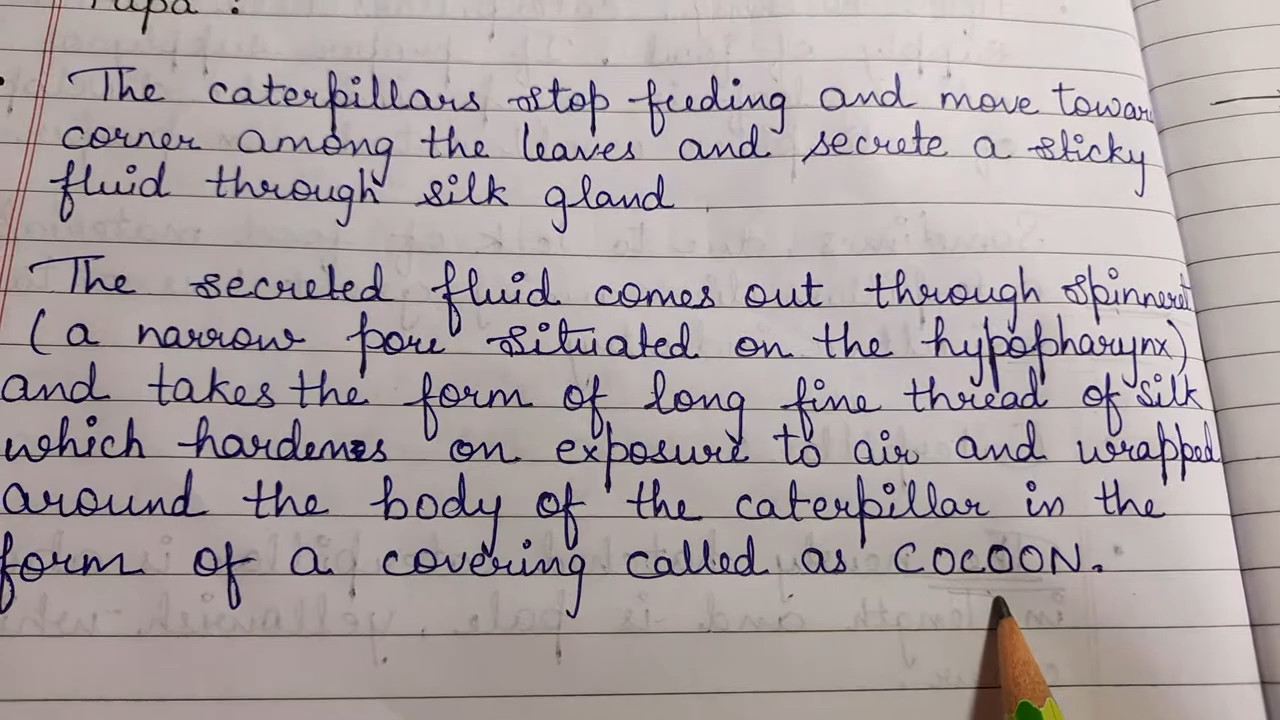 Pupa :
The caterpillars stop feeding and move towar
corner among the leaves and secrete a sticky
fluid through silk gland
The secreted fluid comes out through spinneret
(a narrow pore situated on the hypopharynx)
and takes the form of long fine thread of silk
which hardenes on exposure to air and wrapped
around the body of the caterpillar in the
form of a covering called as COCOON.